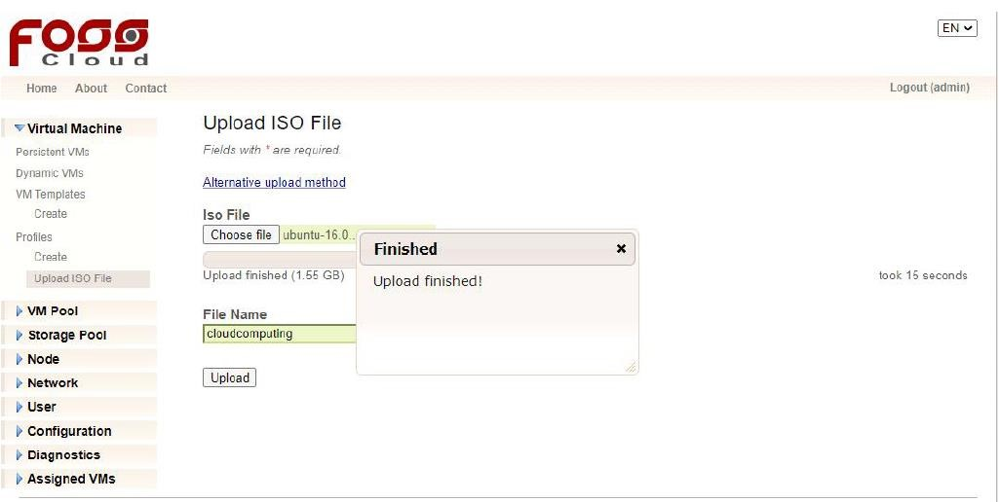 FOSS
Cloud
EN
Home About Contact
Logout (admin)
Virtual Machine
Persistent VMs
Dynamic VMs
VM Templates
Create
Profiles
Create
Upload ISO File
VM Pool
Storage Pool
Node
Network
User
Configuration
Diagnostics
Assigned VMs
Upload ISO File
Fields with * are required.
Alternative upload method
Iso File
Choose file ubuntu-16.0..
Upload finished (1.55 GB)
took 15 seconds
File Name
cloudcomputing
Upload
Finished
Upload finished!